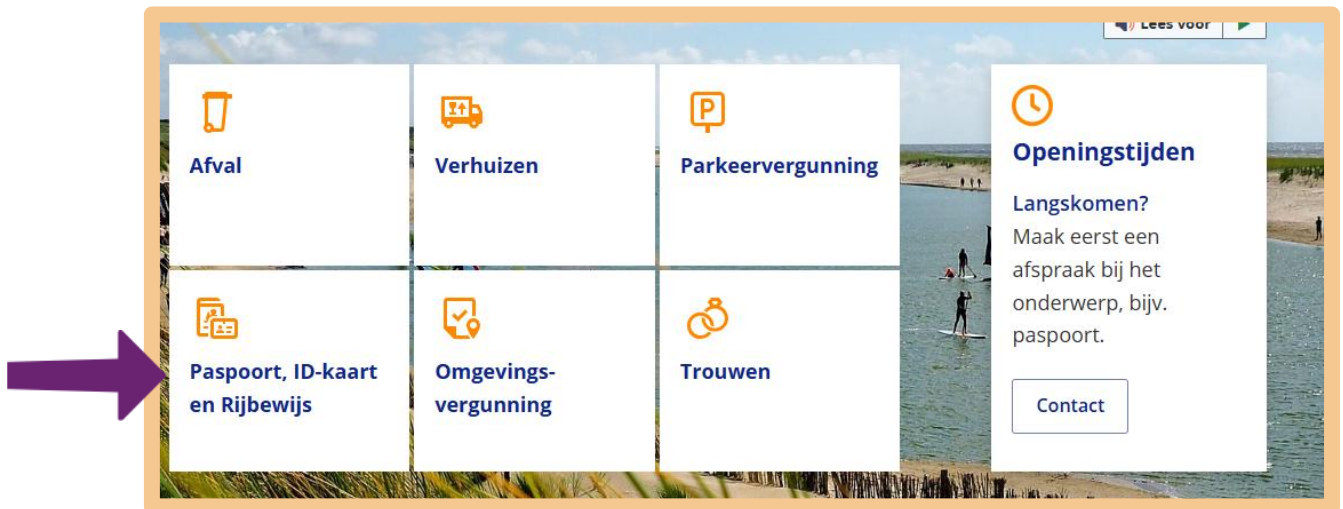 Lees voor
Afval
Verhuizen
Parkeervergunning
Paspoort, ID-kaart
en Rijbewijs
Omgevings-
vergunning
Trouwen
Openingstijden
Langskomen?
Maak eerst een
afspraak bij het
onderwerp, bijv.
paspoort.
Contact